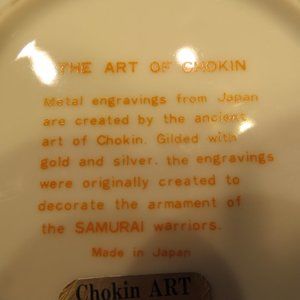 THE ART OF CHOKIN
Metal engravings from Japan
are created by the ancient
art of Chokin. Gilded with
gold and silver. the engravings
were originally created to
decorate the armament of
the SAMURAI warriors.
Made in Japan
Chokin ART